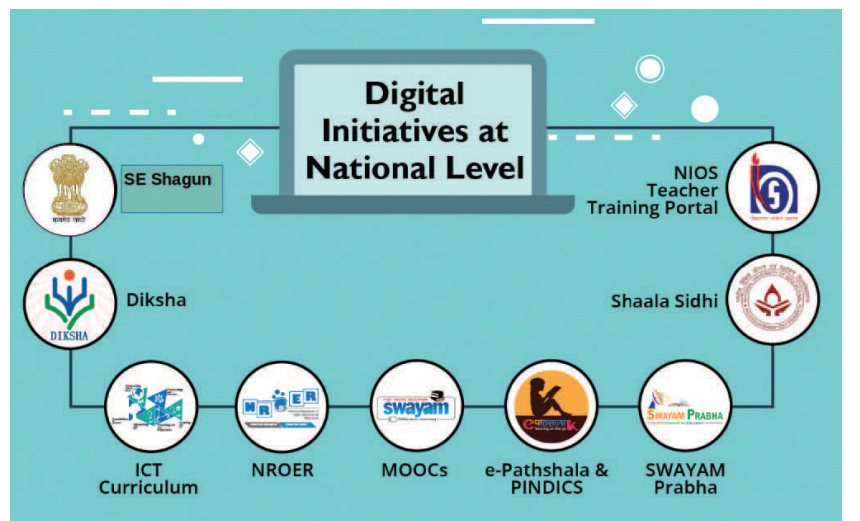 Digital
Initiatives at
National Level
SE Shagun
NIOS
Teacher
Training Portal
Diksha
DIKSHA
Shaala Sidhi
NROER
swayam
SWAYAM PRABHA
ICT
Curriculum
NROER
MOOCs
e-Pathshala &
PINDICS
SWAYAM
Prabha